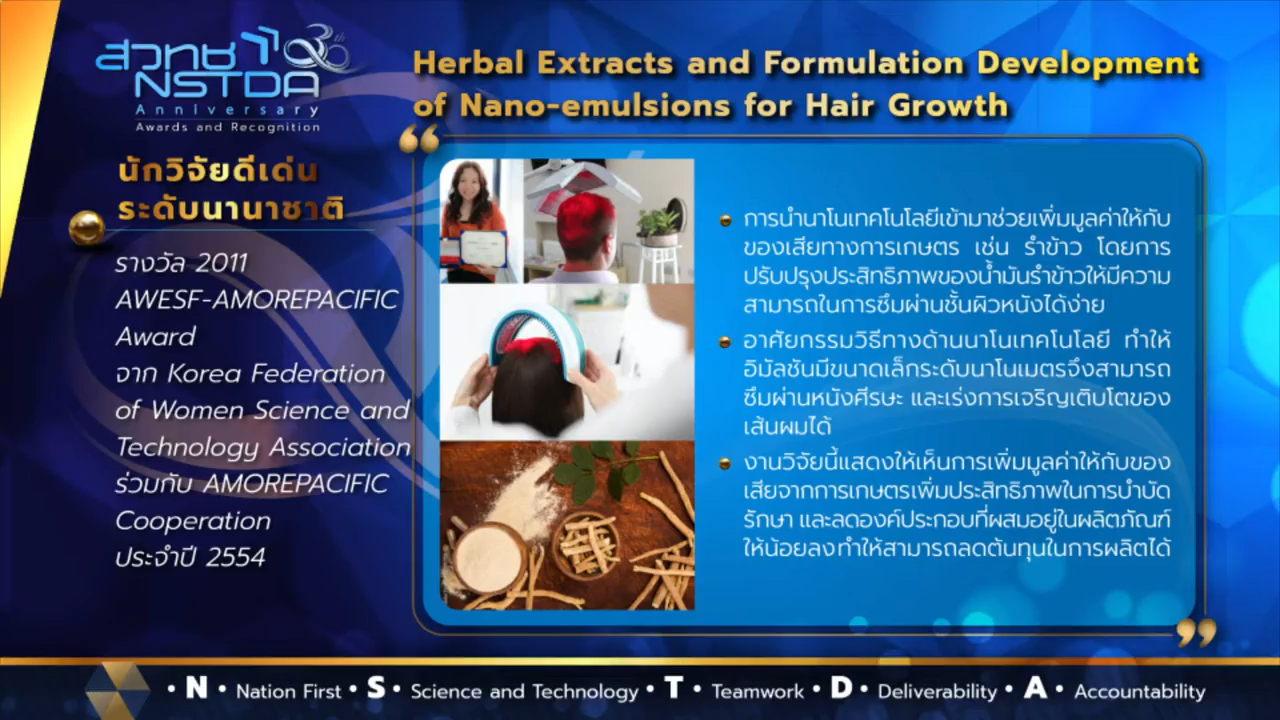 สวทช
30th
NSTDA
Anniversary
Awards and Recognition
Herbal Extracts and Formulation Development
of Nano-emulsions for Hair Growth
นักวิจัยดีเด่น
ระดับนานาชาติ
รางวัล 2011
AWESF-AMOREPACIFIC
Award
จาก Korea Federation
of Women Science and
Technology Association
ร่วมกับ AMOREPACIFIC
Cooperation
ประจำปี 2554
การนำนาโนเทคโนโลยีเข้ามาช่วยเพิ่มมูลค่าให้กับ
ของเสียทางการเกษตร เช่น รำข้าว โดยการ
ปรับปรุงประสิทธิภาพของน้ำมันรำข้าวให้มีความ
สามารถในการซึมผ่านชั้นผิวหนังได้ง่าย
อาศัยกรรมวิธีทางด้านนาโนเทคโนโลยี ทำให้
อิมัลชันมีขนาดเล็กระดับนาโนเมตรจึงสามารถ
ซึมผ่านหนังศีรษะ และเร่งการเจริญเติบโตของ
เส้นผมได้
งานวิจัยนี้แสดงให้เห็นการเพิ่มมูลค่าให้กับของ
เสียจากการเกษตรเพิ่มประสิทธิภาพในการบำบัด
รักษา และลดองค์ประกอบที่ผสมอยู่ในผลิตภัณฑ์
ให้น้อยลงทำให้สามารถลดต้นทุนในการผลิตได้
• N • Nation First • S • Science and Technology • T • Teamwork • D • Deliverability • A • Accountability